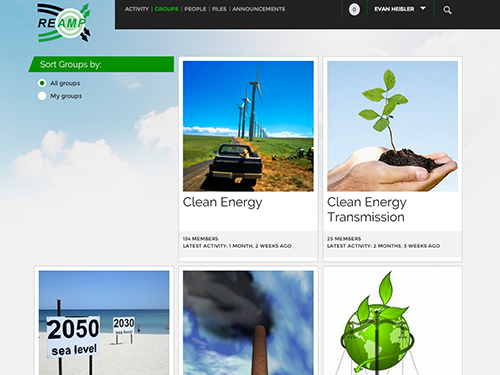 REAMP
ACTIVITY | GROUPS | PEOPLE | FILES | ANNOUNCEMENTS
0
EVAN HEISLER
Sort Groups by:
All groups
My groups
Clean Energy
134 MEMBERS
LATEST ACTIVITY: 1 MONTH, 2 WEEKS AGO
Clean Energy
Transmission
25 MEMBERS
LATEST ACTIVITY: 2 MONTHS, 3 WEEKS AGO
2050
sea level
2030
sea level